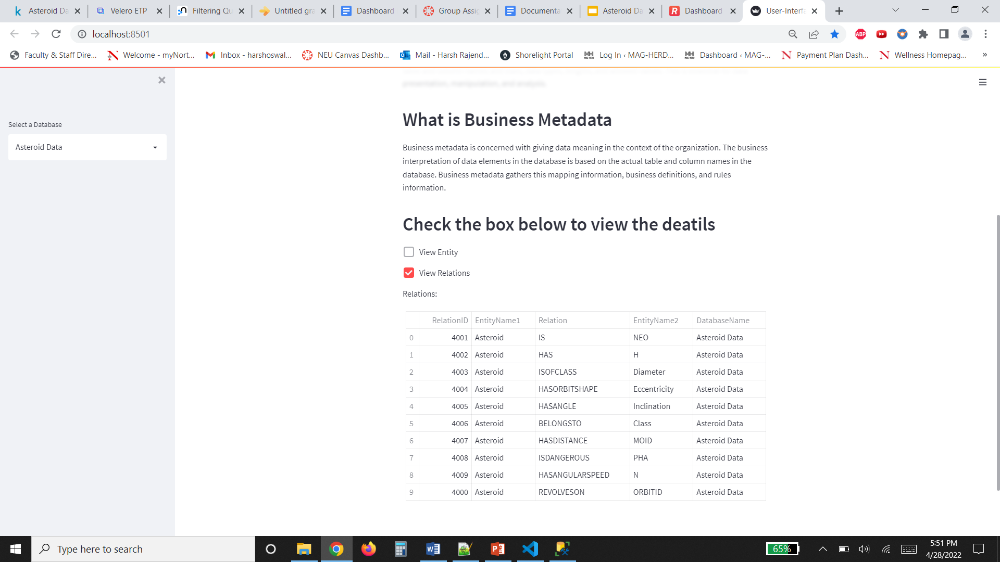 Asteroid Da
Velero ETP
Filtering Qu
Untitled gra
Dashboard
Group Assig
Documenta
Asteroid Da
Dashboard
User-Interfa
localhost:8501
ABP
Faculty & Staff Dire...
Welcome - myNort...
Inbox - harshoswal...
NEU Canvas Dashb...
Mail - Harsh Rajend...
Shorelight Portal
Log In ‹ MAG-HERD...
Dashboard ‹ MAG-...
Payment Plan Dash...
Wellness Homepag...
»
Select a Database
Asteroid Data
presentation, manipulation, and analysis.
What is Business Metadata
Business metadata is concerned with giving data meaning in the context of the organization. The business
interpretation of data elements in the database is based on the actual table and column names in the
database. Business metadata gathers this mapping information, business definitions, and rules
information.
Check the box below to view the deatils
View Entity
View Relations
Relations:
RelationID EntityName1 Relation EntityName2 DatabaseName
0 4001 Asteroid IS NEO Asteroid Data
1 4002 Asteroid HAS H Asteroid Data
2 4003 Asteroid ISOFCLASS Diameter Asteroid Data
3 4004 Asteroid HASORBITSHAPE Eccentricity Asteroid Data
4 4005 Asteroid HASANGLE Inclination Asteroid Data
5 4006 Asteroid BELONGSTO Class Asteroid Data
6 4007 Asteroid HASDISTANCE MOID Asteroid Data
7 4008 Asteroid ISDANGEROUS PHA Asteroid Data
8 4009 Asteroid HASANGULARSPEED N Asteroid Data
9 4000 Asteroid REVOLVESON ORBITID Asteroid Data
Type here to search
65%
5:51 PM
4/28/2022